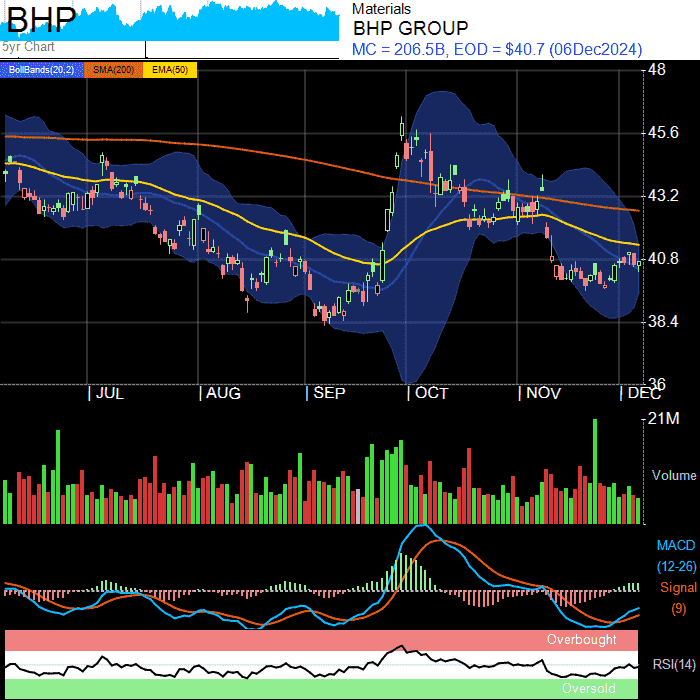 BHP
5yr Chart
Materials
BHP GROUP
MC = 206.5B, EOD = $40.7 (06Dec2024)
BollBands(20,2) SMA(200) EMA(50)
48
45.6
43.2
40.8
38.4
36
JUL AUG SEP OCT NOV DEC
21M
Volume
MACD
(12-26)
Signal
(9)
Overbought
RSI(14)
Oversold